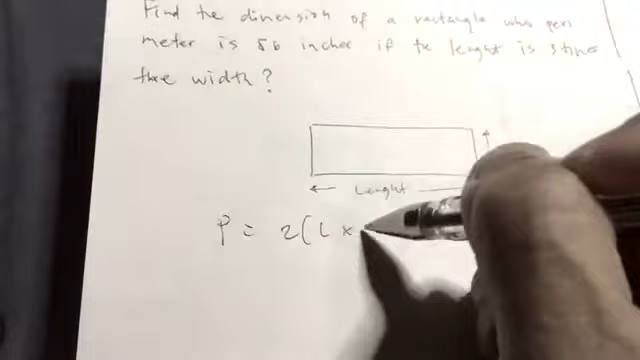 Find the dimension of a rectangle who peri
meter is 56 inches if the lenght is 3 times
the width?
Lenght
P = 2(L x